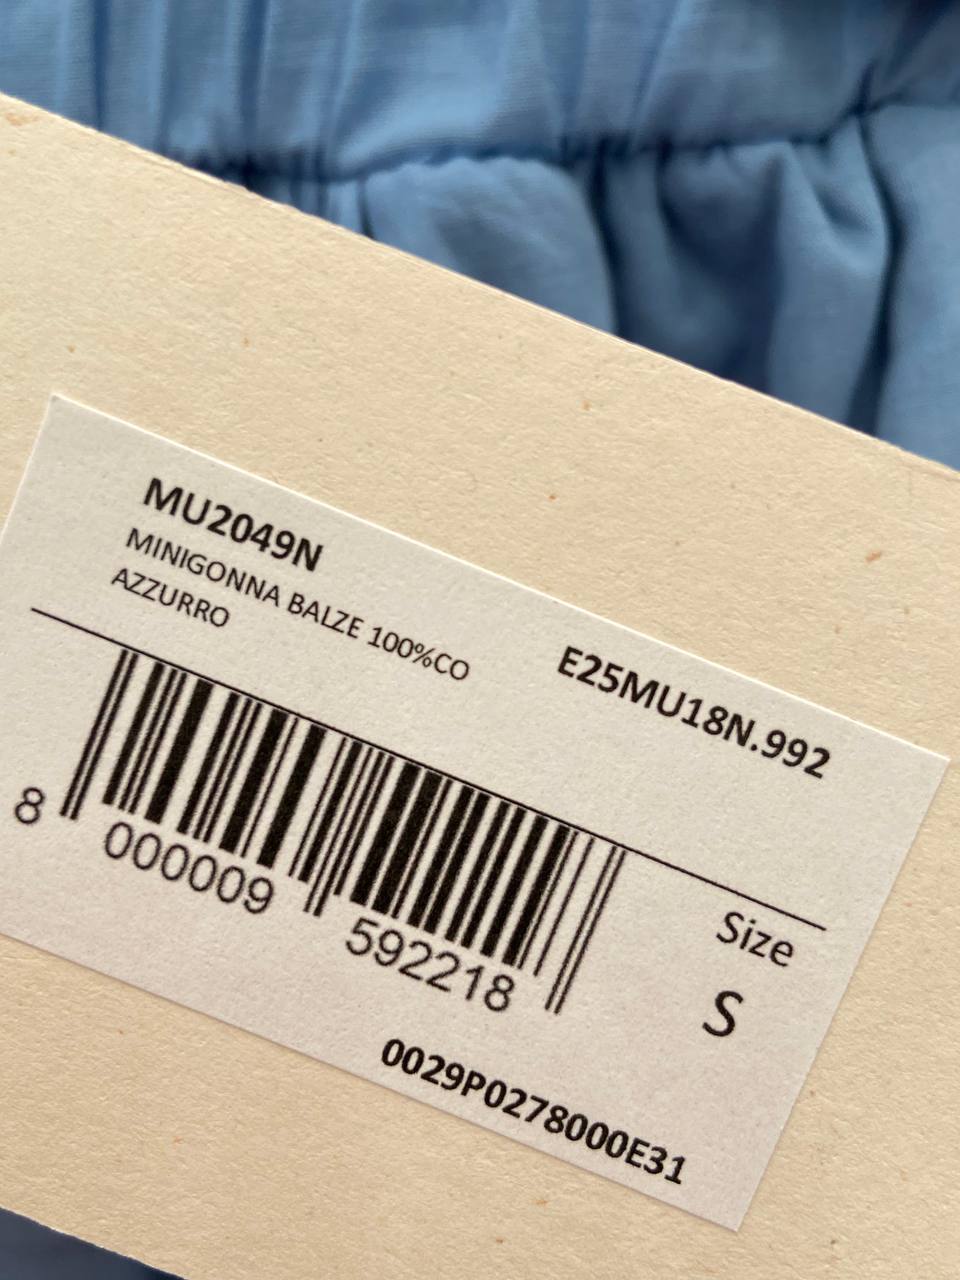 MU2049N
MINIGONNA BALZE 100%CO
AZZURRO
E25MU18N.992
8 000009 592218
Size
S
0029P0278000E31